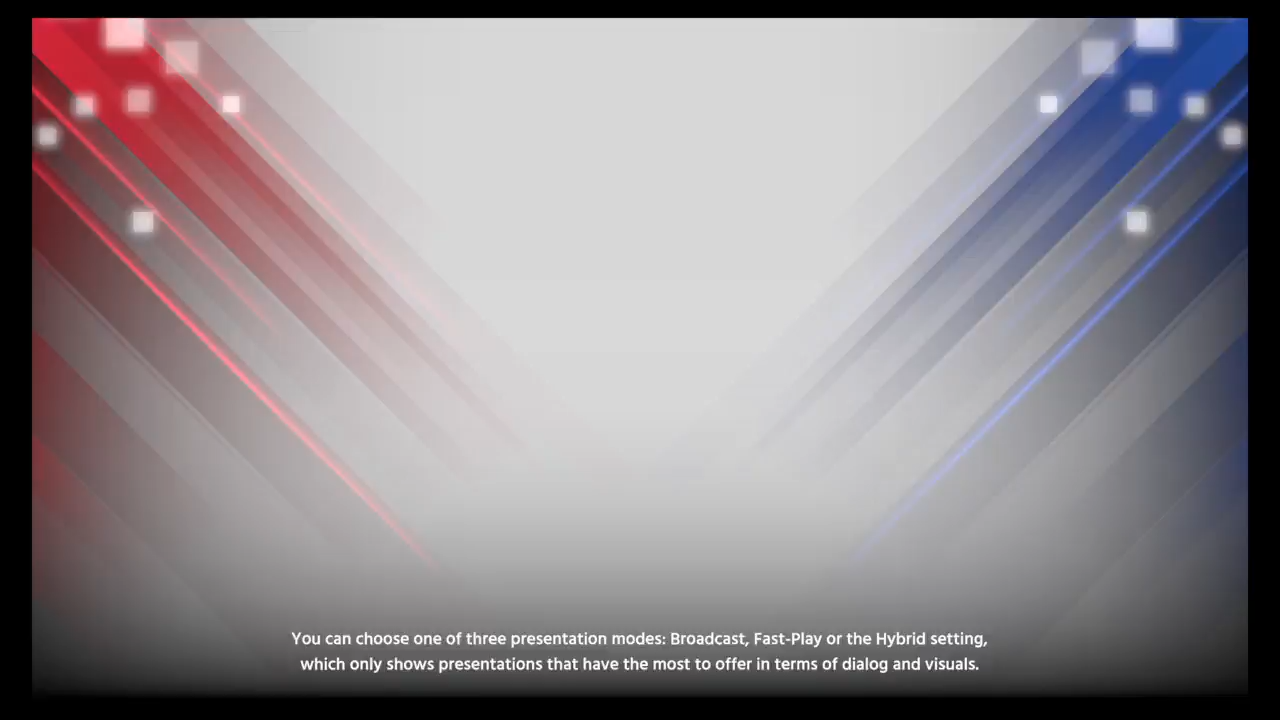 You can choose one of three presentation modes: Broadcast, Fast-Play or the Hybrid setting,
which only shows presentations that have the most to offer in terms of dialog and visuals.